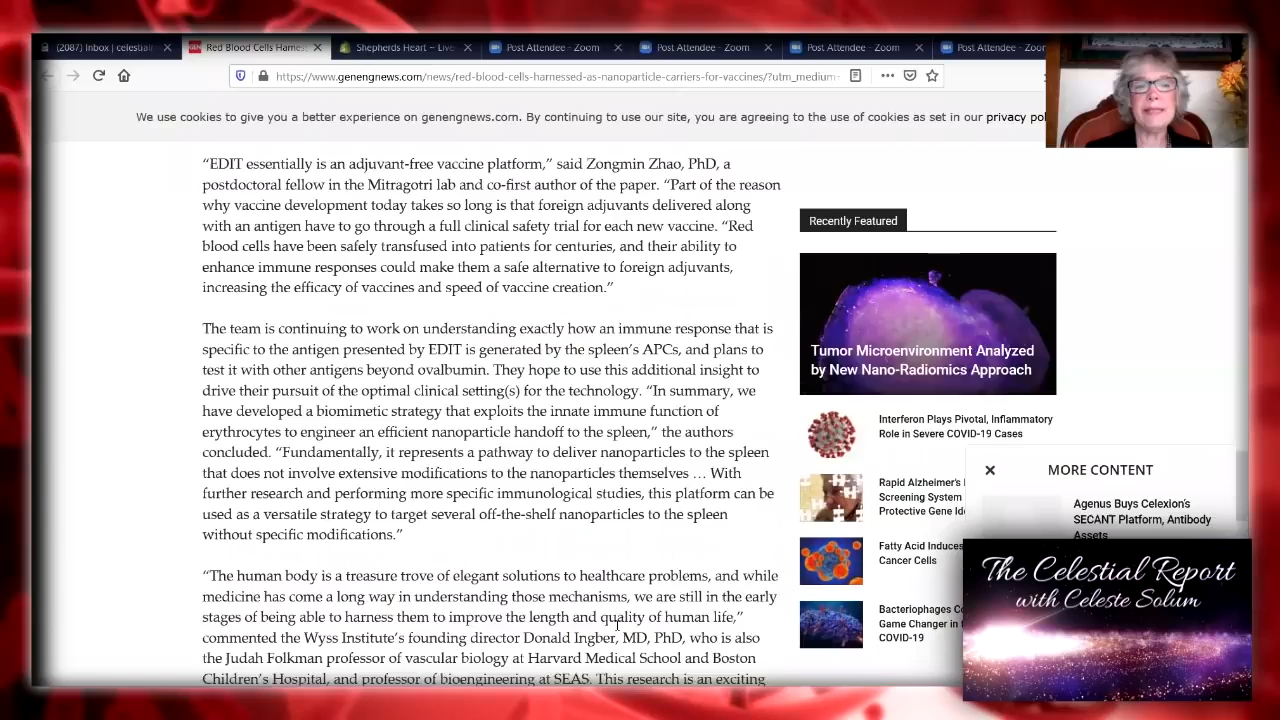 (2087) Inbox | celestial
Red Blood Cells Harnes
Shepherds Heart – Live
Post Attendee - Zoom
Post Attendee - Zoom
Post Attendee - Zoom
Post Attendee - Zoom
https://www.genengnews.com/news/red-blood-cells-harnessed-as-nanoparticle-carriers-for-vaccines/?utm_medium=
We use cookies to give you a better experience on genengnews.com. By continuing to use our site, you are agreeing to the use of cookies as set in our privacy pol
“EDIT essentially is an adjuvant-free vaccine platform,” said Zongmin Zhao, PhD, a
postdoctoral fellow in the Mitragotri lab and co-first author of the paper. “Part of the reason
why vaccine development today takes so long is that foreign adjuvants delivered along
with an antigen have to go through a full clinical safety trial for each new vaccine. “Red
blood cells have been safely transfused into patients for centuries, and their ability to
enhance immune responses could make them a safe alternative to foreign adjuvants,
increasing the efficacy of vaccines and speed of vaccine creation.”
The team is continuing to work on understanding exactly how an immune response that is
specific to the antigen presented by EDIT is generated by the spleen’s APCs, and plans to
test it with other antigens beyond ovalbumin. They hope to use this additional insight to
drive their pursuit of the optimal clinical setting(s) for the technology. “In summary, we
have developed a biomimetic strategy that exploits the innate immune function of
erythrocytes to engineer an efficient nanoparticle handoff to the spleen,” the authors
concluded. “Fundamentally, it represents a pathway to deliver nanoparticles to the spleen
that does not involve extensive modifications to the nanoparticles themselves … With
further research and performing more specific immunological studies, this platform can be
used as a versatile strategy to target several off-the-shelf nanoparticles to the spleen
without specific modifications.”
“The human body is a treasure trove of elegant solutions to healthcare problems, and while
medicine has come a long way in understanding those mechanisms, we are still in the early
stages of being able to harness them to improve the length and quality of human life,”
commented the Wyss Institute’s founding director Donald Ingber, MD, PhD, who is also
the Judah Folkman professor of vascular biology at Harvard Medical School and Boston
Children’s Hospital, and professor of bioengineering at SEAS. This research is an exciting
Recently Featured
Tumor Microenvironment Analyzed
by New Nano-Radiomics Approach
Interferon Plays Pivotal, Inflammatory
Role in Severe COVID-19 Cases
Rapid Alzheimer’s
Screening System
Protective Gene Ide
Fatty Acid Induces
Cancer Cells
Bacteriophages Co
Game Changer in
COVID-19
MORE CONTENT
Agenus Buys Celexion’s
SECANT Platform, Antibody
Assets
The Celestial Report
with Celeste Solum